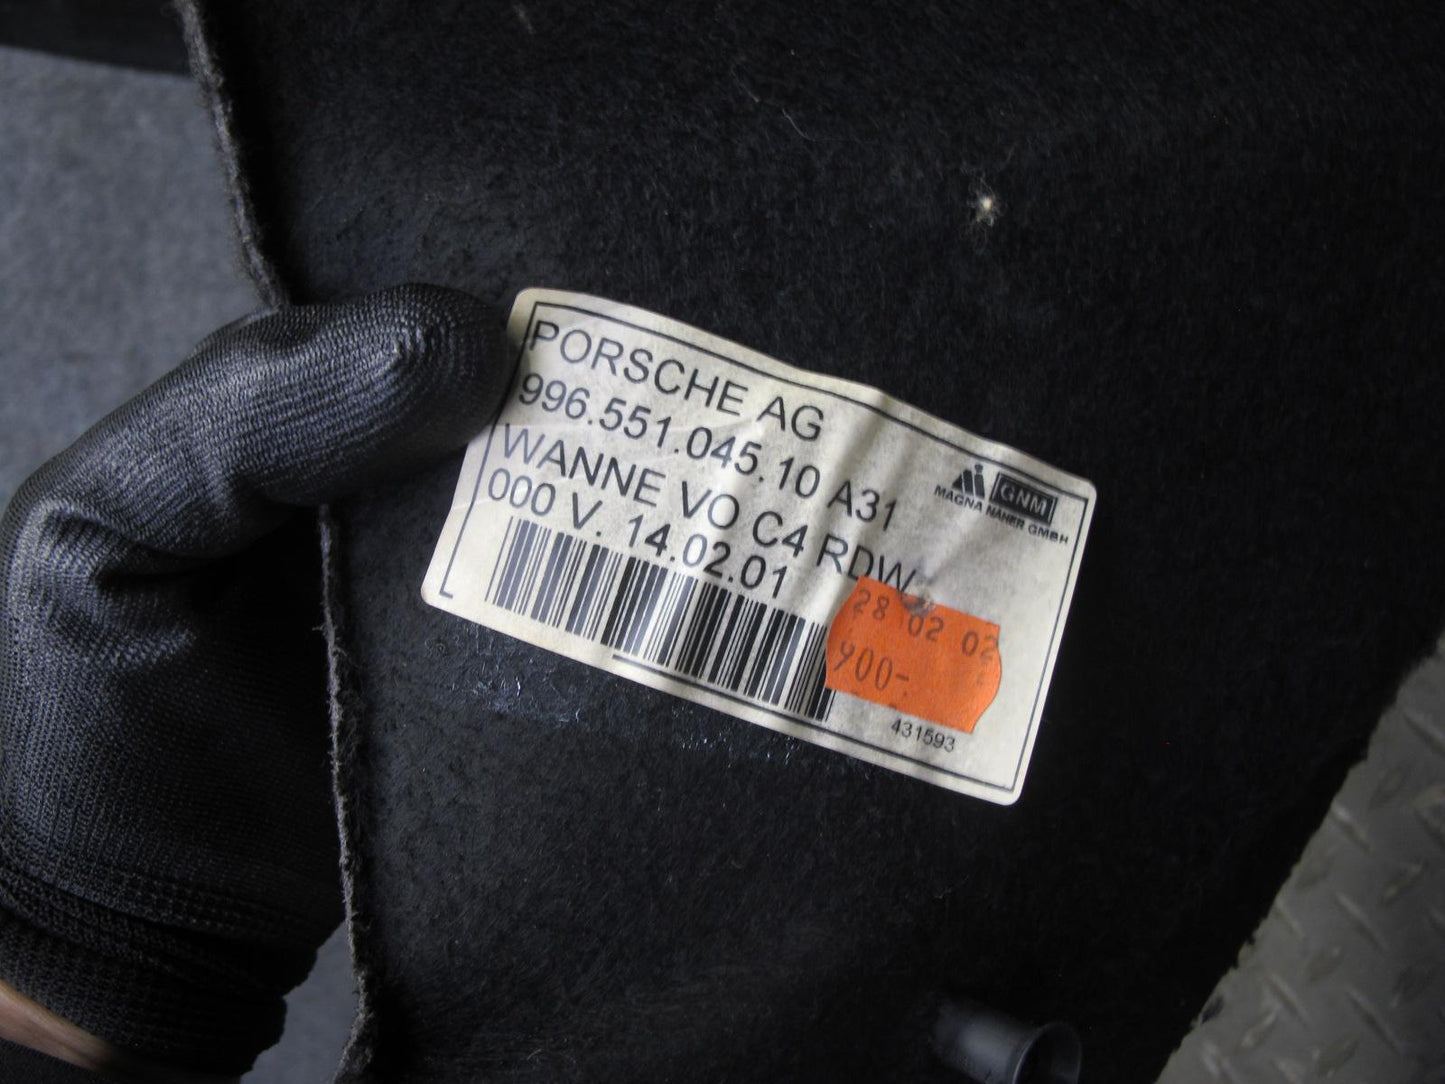 PORSCHE AG
996.551.045.10 A31
WANNE VO C4 RDW
000 V. 14.02.01
GNM
MAGNA NAHER GMBH
28 02 02
900-
431593